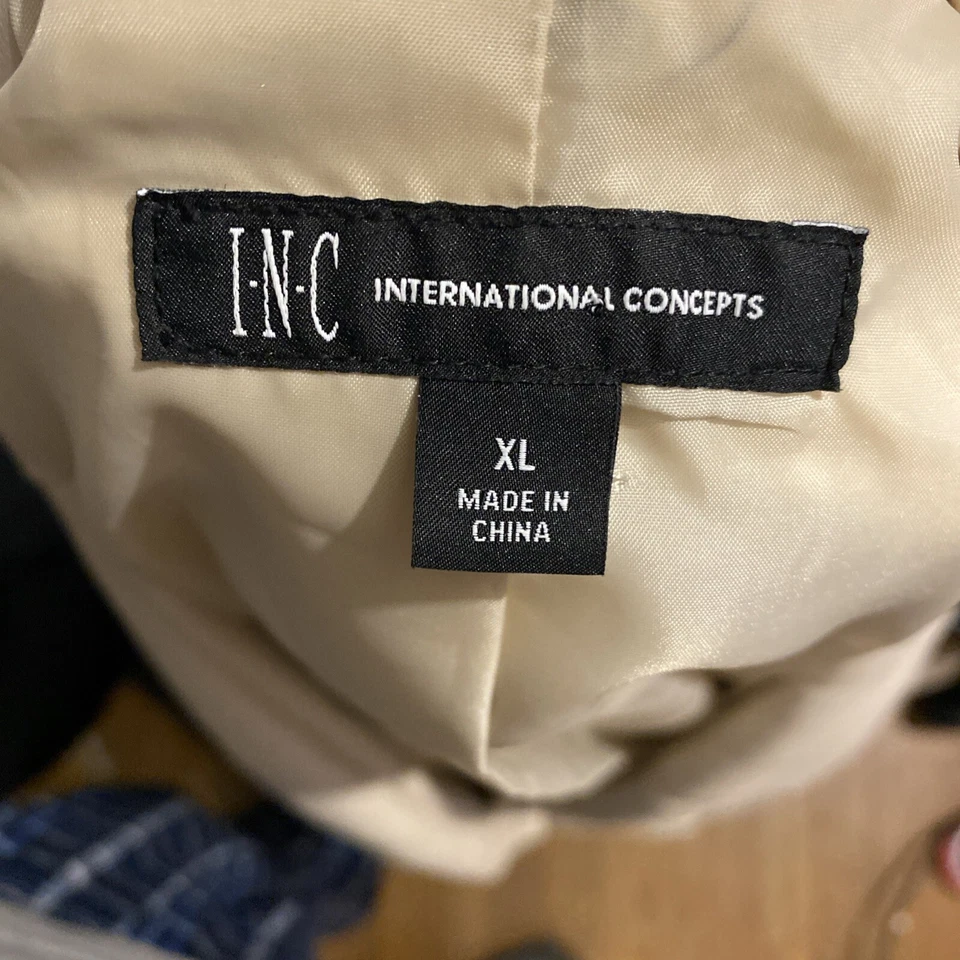 I·N·C INTERNATIONAL CONCEPTS
XL
MADE IN
CHINA